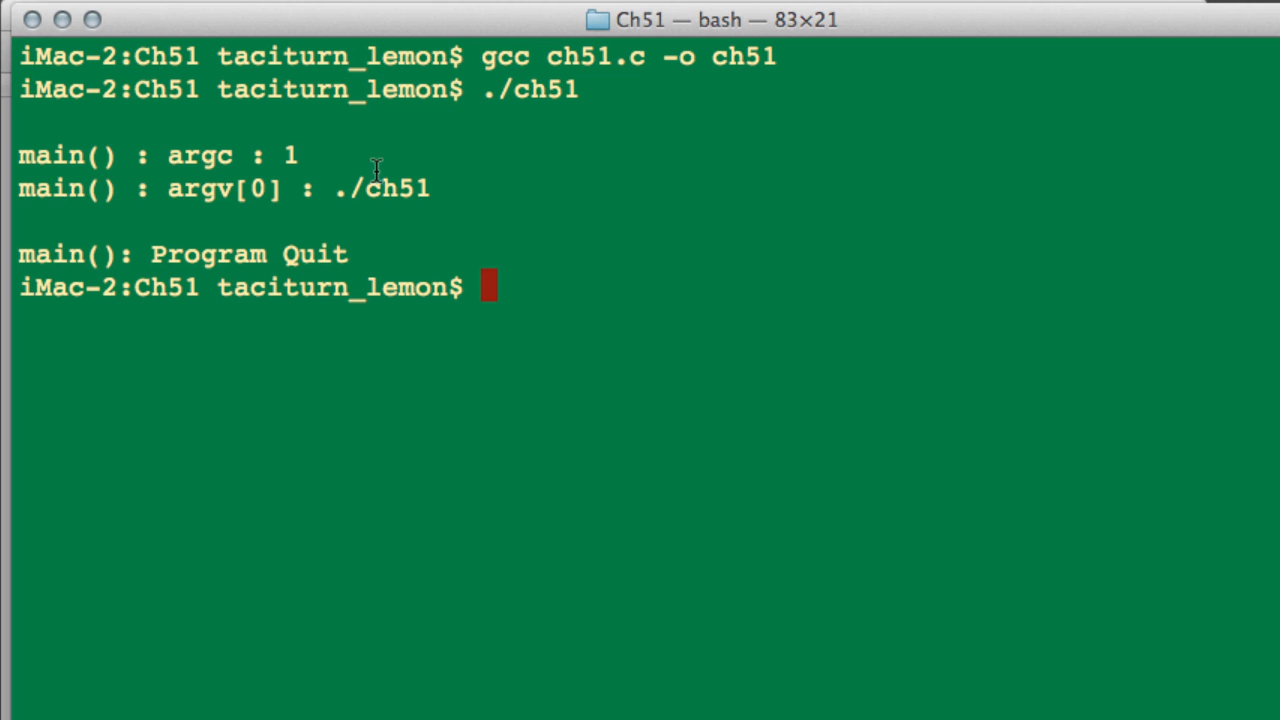 Ch51 — bash — 83×21
iMac-2:Ch51 taciturn_lemon$ gcc ch51.c -o ch51
iMac-2:Ch51 taciturn_lemon$ ./ch51
main() : argc : 1
main() : argv[0] : ./ch51
main(): Program Quit
iMac-2:Ch51 taciturn_lemon$